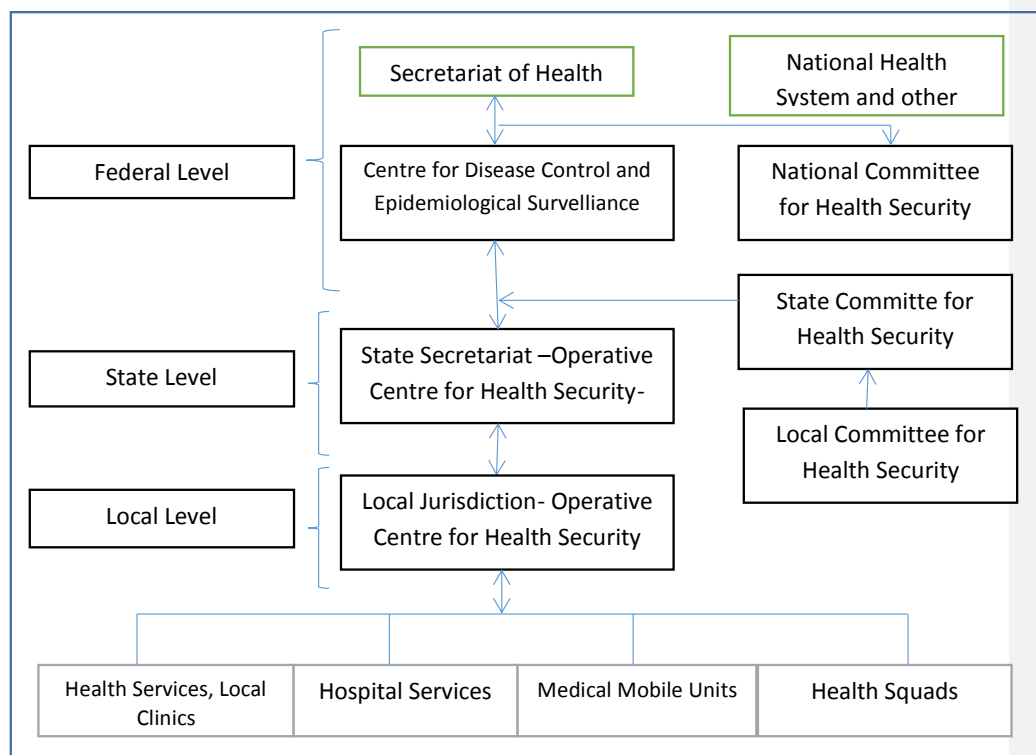 Secretariat of Health
National Health
System and other
Federal Level
Centre for Disease Control and
Epidemiological Survelliance
National Committee
for Health Security
State Committe for
Health Security
State Level
State Secretariat –Operative
Centre for Health Security-
Local Committee for
Health Security
Local Level
Local Jurisdiction- Operative
Centre for Health Security
Health Services, Local
Clinics
Hospital Services
Medical Mobile Units
Health Squads